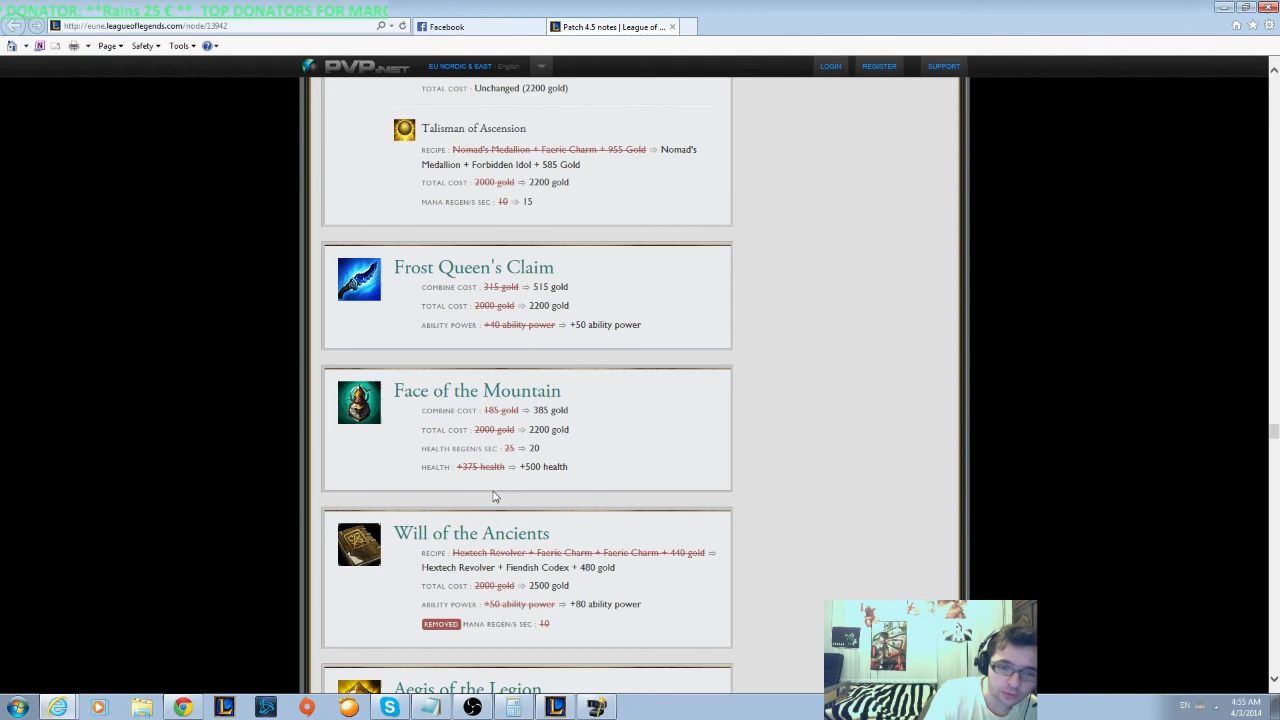 DONATOR: **Rains 25 € ** TOP DONATORS FOR MARC
http://eune.leagueoflegends.com/node/13942
Facebook
Patch 4.5 notes | League of ...
Page
Safety
Tools
PVP.NET
EU NORDIC & EAST - English
LOGIN
REGISTER
SUPPORT
TOTAL COST : Unchanged (2200 gold)
Talisman of Ascension
RECIPE : Nomad's Medallion + Faerie Charm + 955 Gold ⇒ Nomad's
Medallion + Forbidden Idol + 585 Gold
TOTAL COST : 2000 gold ⇒ 2200 gold
MANA REGEN/5 SEC : 10 ⇒ 15
Frost Queen's Claim
COMBINE COST : 315 gold ⇒ 515 gold
TOTAL COST : 2000 gold ⇒ 2200 gold
ABILITY POWER : +40 ability power ⇒ +50 ability power
Face of the Mountain
COMBINE COST : 185 gold ⇒ 385 gold
TOTAL COST : 2000 gold ⇒ 2200 gold
HEALTH REGEN/5 SEC : 25 ⇒ 20
HEALTH : +375 health ⇒ +500 health
Will of the Ancients
RECIPE : Hextech Revolver + Faerie Charm + Faerie Charm + 440 gold ⇒
Hextech Revolver + Fiendish Codex + 480 gold
TOTAL COST : 2000 gold ⇒ 2500 gold
ABILITY POWER : +50 ability power ⇒ +80 ability power
REMOVED MANA REGEN/5 SEC : 10
Aegis of the Legion
EN
4:55 AM
4/3/2014